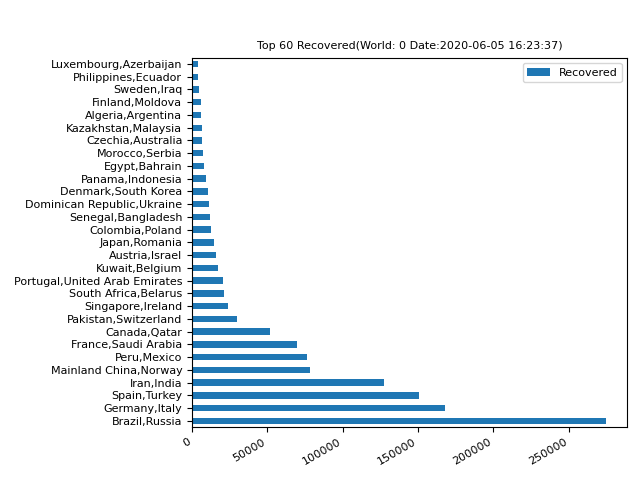 Top 60 Recovered(World: 0 Date:2020-06-05 16:23:37)
Recovered
Luxembourg,Azerbaijan
Philippines,Ecuador
Sweden,Iraq
Finland,Moldova
Algeria,Argentina
Kazakhstan,Malaysia
Czechia,Australia
Morocco,Serbia
Egypt,Bahrain
Panama,Indonesia
Denmark,South Korea
Dominican Republic,Ukraine
Senegal,Bangladesh
Colombia,Poland
Japan,Romania
Austria,Israel
Kuwait,Belgium
Portugal,United Arab Emirates
South Africa,Belarus
Singapore,Ireland
Pakistan,Switzerland
Canada,Qatar
France,Saudi Arabia
Peru,Mexico
Mainland China,Norway
Iran,India
Spain,Turkey
Germany,Italy
Brazil,Russia
0 50000 100000 150000 200000 250000